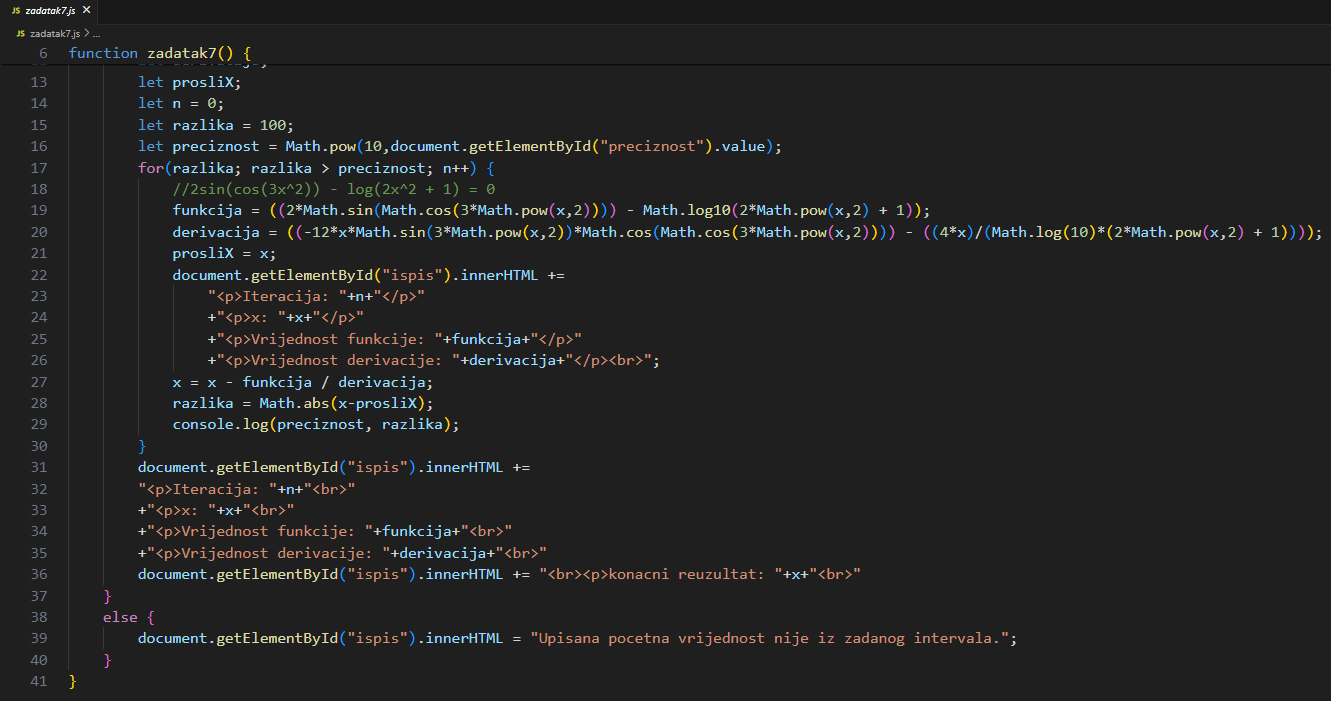 JS zadatak7.js ×
JS zadatak7.js > ...
6 function zadatak7() {
13 let prosliX;
14 let n = 0;
15 let razlika = 100;
16 let preciznost = Math.pow(10,document.getElementById("preciznost").value);
17 for(razlika; razlika > preciznost; n++) {
18 //2sin(cos(3x^2)) - log(2x^2 + 1) = 0
19 funkcija = ((2*Math.sin(Math.cos(3*Math.pow(x,2)))) - Math.log10(2*Math.pow(x,2) + 1));
20 derivacija = ((-12*x*Math.sin(3*Math.pow(x,2))*Math.cos(Math.cos(3*Math.pow(x,2)))) - ((4*x)/(Math.log(10)*(2*Math.pow(x,2) + 1))));
21 prosliX = x;
22 document.getElementById("ispis").innerHTML +=
23 "<p>Iteracija: "+n+"</p>"
24 +"<p>x: "+x+"</p>"
25 +"<p>Vrijednost funkcije: "+funkcija+"</p>"
26 +"<p>Vrijednost derivacije: "+derivacija+"</p><br>";
27 x = x - funkcija / derivacija;
28 razlika = Math.abs(x-prosliX);
29 console.log(preciznost, razlika);
30 }
31 document.getElementById("ispis").innerHTML +=
32 "<p>Iteracija: "+n+"<br>"
33 +"<p>x: "+x+"<br>"
34 +"<p>Vrijednost funkcije: "+funkcija+"<br>"
35 +"<p>Vrijednost derivacije: "+derivacija+"<br>"
36 document.getElementById("ispis").innerHTML += "<br><p>konacni reuzultat: "+x+"<br>"
37 }
38 else {
39 document.getElementById("ispis").innerHTML = "Upisana pocetna vrijednost nije iz zadanog intervala.";
40 }
41 }